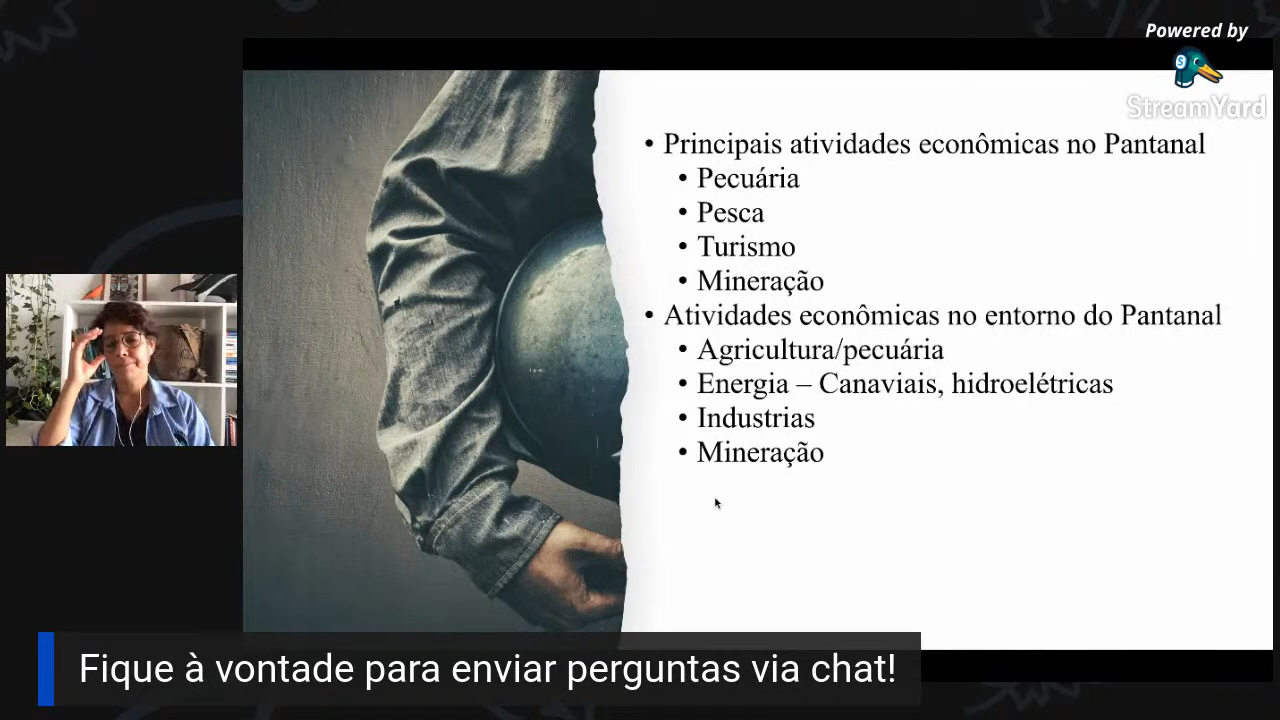 Powered by
StreamYard
• Principais atividades econômicas no Pantanal
• Pecuária
• Pesca
• Turismo
• Mineração
• Atividades econômicas no entorno do Pantanal
• Agricultura/pecuária
• Energia – Canaviais, hidroelétricas
• Industrias
• Mineração
Fique à vontade para enviar perguntas via chat!